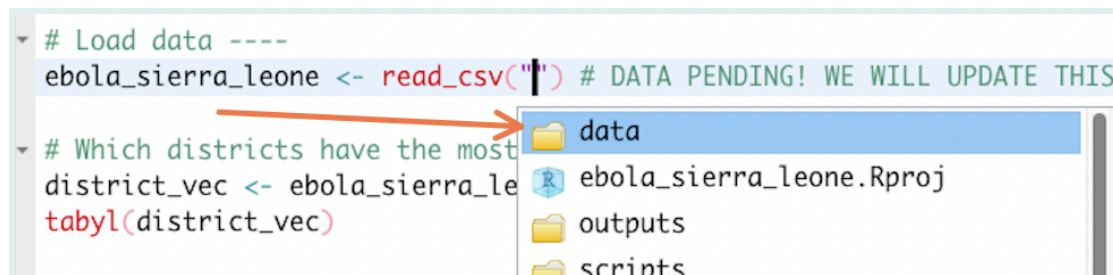 # Load data ----
ebola_sierra_leone <- read_csv("") # DATA PENDING! WE WILL UPDATE THIS
data
# Which districts have the most
ebola_sierra_leone.Rproj
district_vec <- ebola_sierra_le
outputs
tabyl(district_vec)
scripts